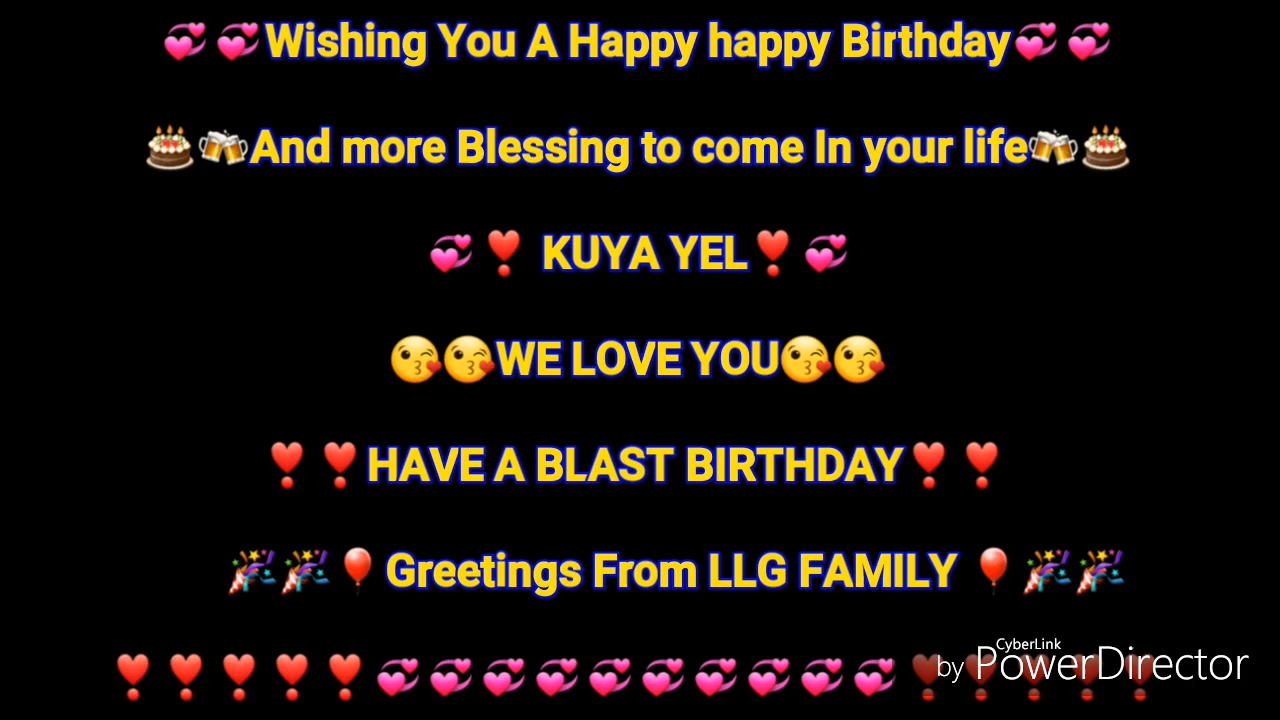 💞💞Wishing You A Happy happy Birthday💞💞
🎂🍻And more Blessing to come In your life🍻🎂
💞❣ KUYA YEL❣💞
😘😘WE LOVE YOU😘😘
❣❣HAVE A BLAST BIRTHDAY❣❣
🎉🎉🎈Greetings From LLG FAMILY 🎈🎉🎉
❣❣❣❣❣💞💞💞💞💞💞💞💞💞💞❣❣❣❣❣
CyberLink
by PowerDirector